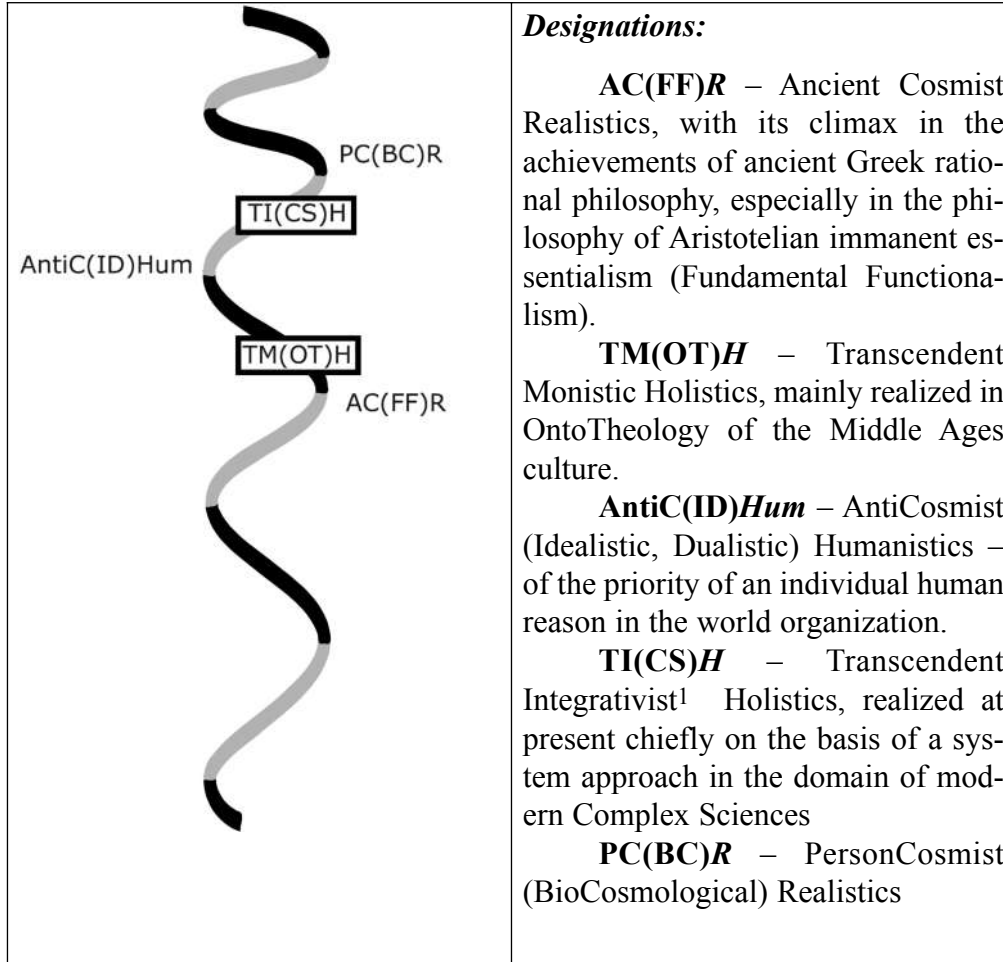 PC(BC)R
TI(CS)H
AntiC(ID)Hum
TM(OT)H
AC(FF)R
Designations:
AC(FF)R – Ancient Cosmist
Realistics, with its climax in the
achievements of ancient Greek ratio-
nal philosophy, especially in the phi-
losophy of Aristotelian immanent es-
sentialism (Fundamental Functiona-
lism).
TM(OT)H – Transcendent
Monistic Holistics, mainly realized in
OntoTheology of the Middle Ages
culture.
AntiC(ID)Hum – AntiCosmist
(Idealistic, Dualistic) Humanistics –
of the priority of an individual human
reason in the world organization.
TI(CS)H – Transcendent
Integrativist1 Holistics, realized at
present chiefly on the basis of a sys-
tem approach in the domain of mod-
ern Complex Sciences
PC(BC)R – PersonCosmist
(BioCosmological) Realistics